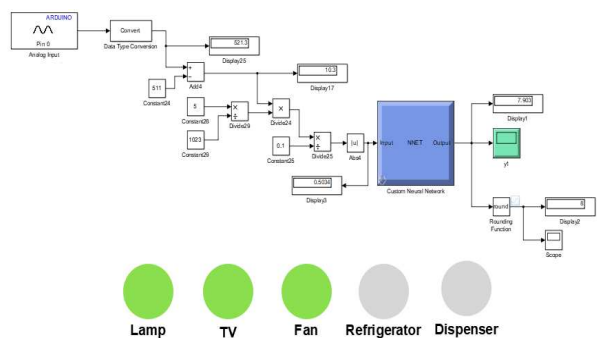 ARDUINO
Pin 0
Analog Input
Convert
Data Type Conversion
521.3
Display25
+
−
Add4
511
Constant24
10.3
Display17
5
Constant28
×
÷
Divide29
1023
Constant29
×
Divide24
0.1
Constant25
×
÷
Divide25
|u|
Abs4
0.5034
Display3
Input NNET Output
Custom Neural Network
7.903
Display1
y1
round
Rounding
Function
8
Display2
Scope
Lamp TV Fan Refrigerator Dispenser